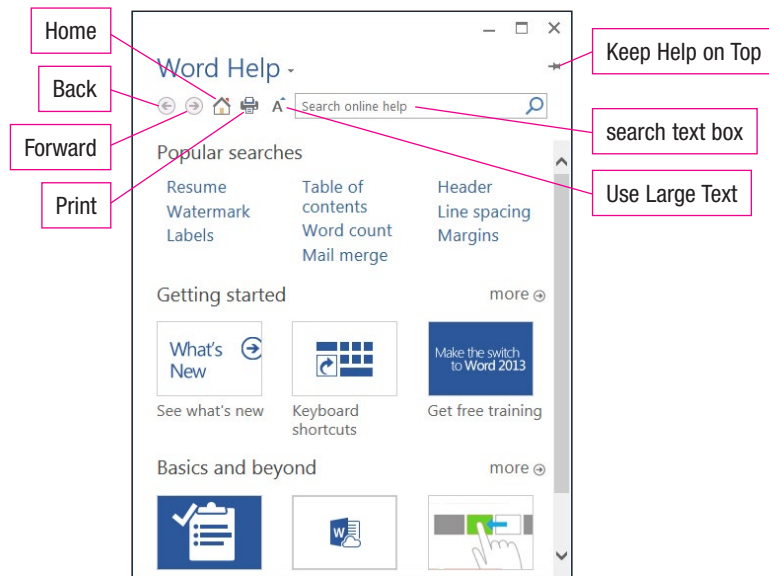 Home
Back
Forward
Print
Keep Help on Top
search text box
Use Large Text
Word Help
A
Search online help
Popular searches
Resume
Watermark
Labels
Table of
contents
Word count
Mail merge
Header
Line spacing
Margins
Getting started
more
What's
New
Make the switch
to Word 2013
See what's new
Keyboard
shortcuts
Get free training
Basics and beyond
more
W